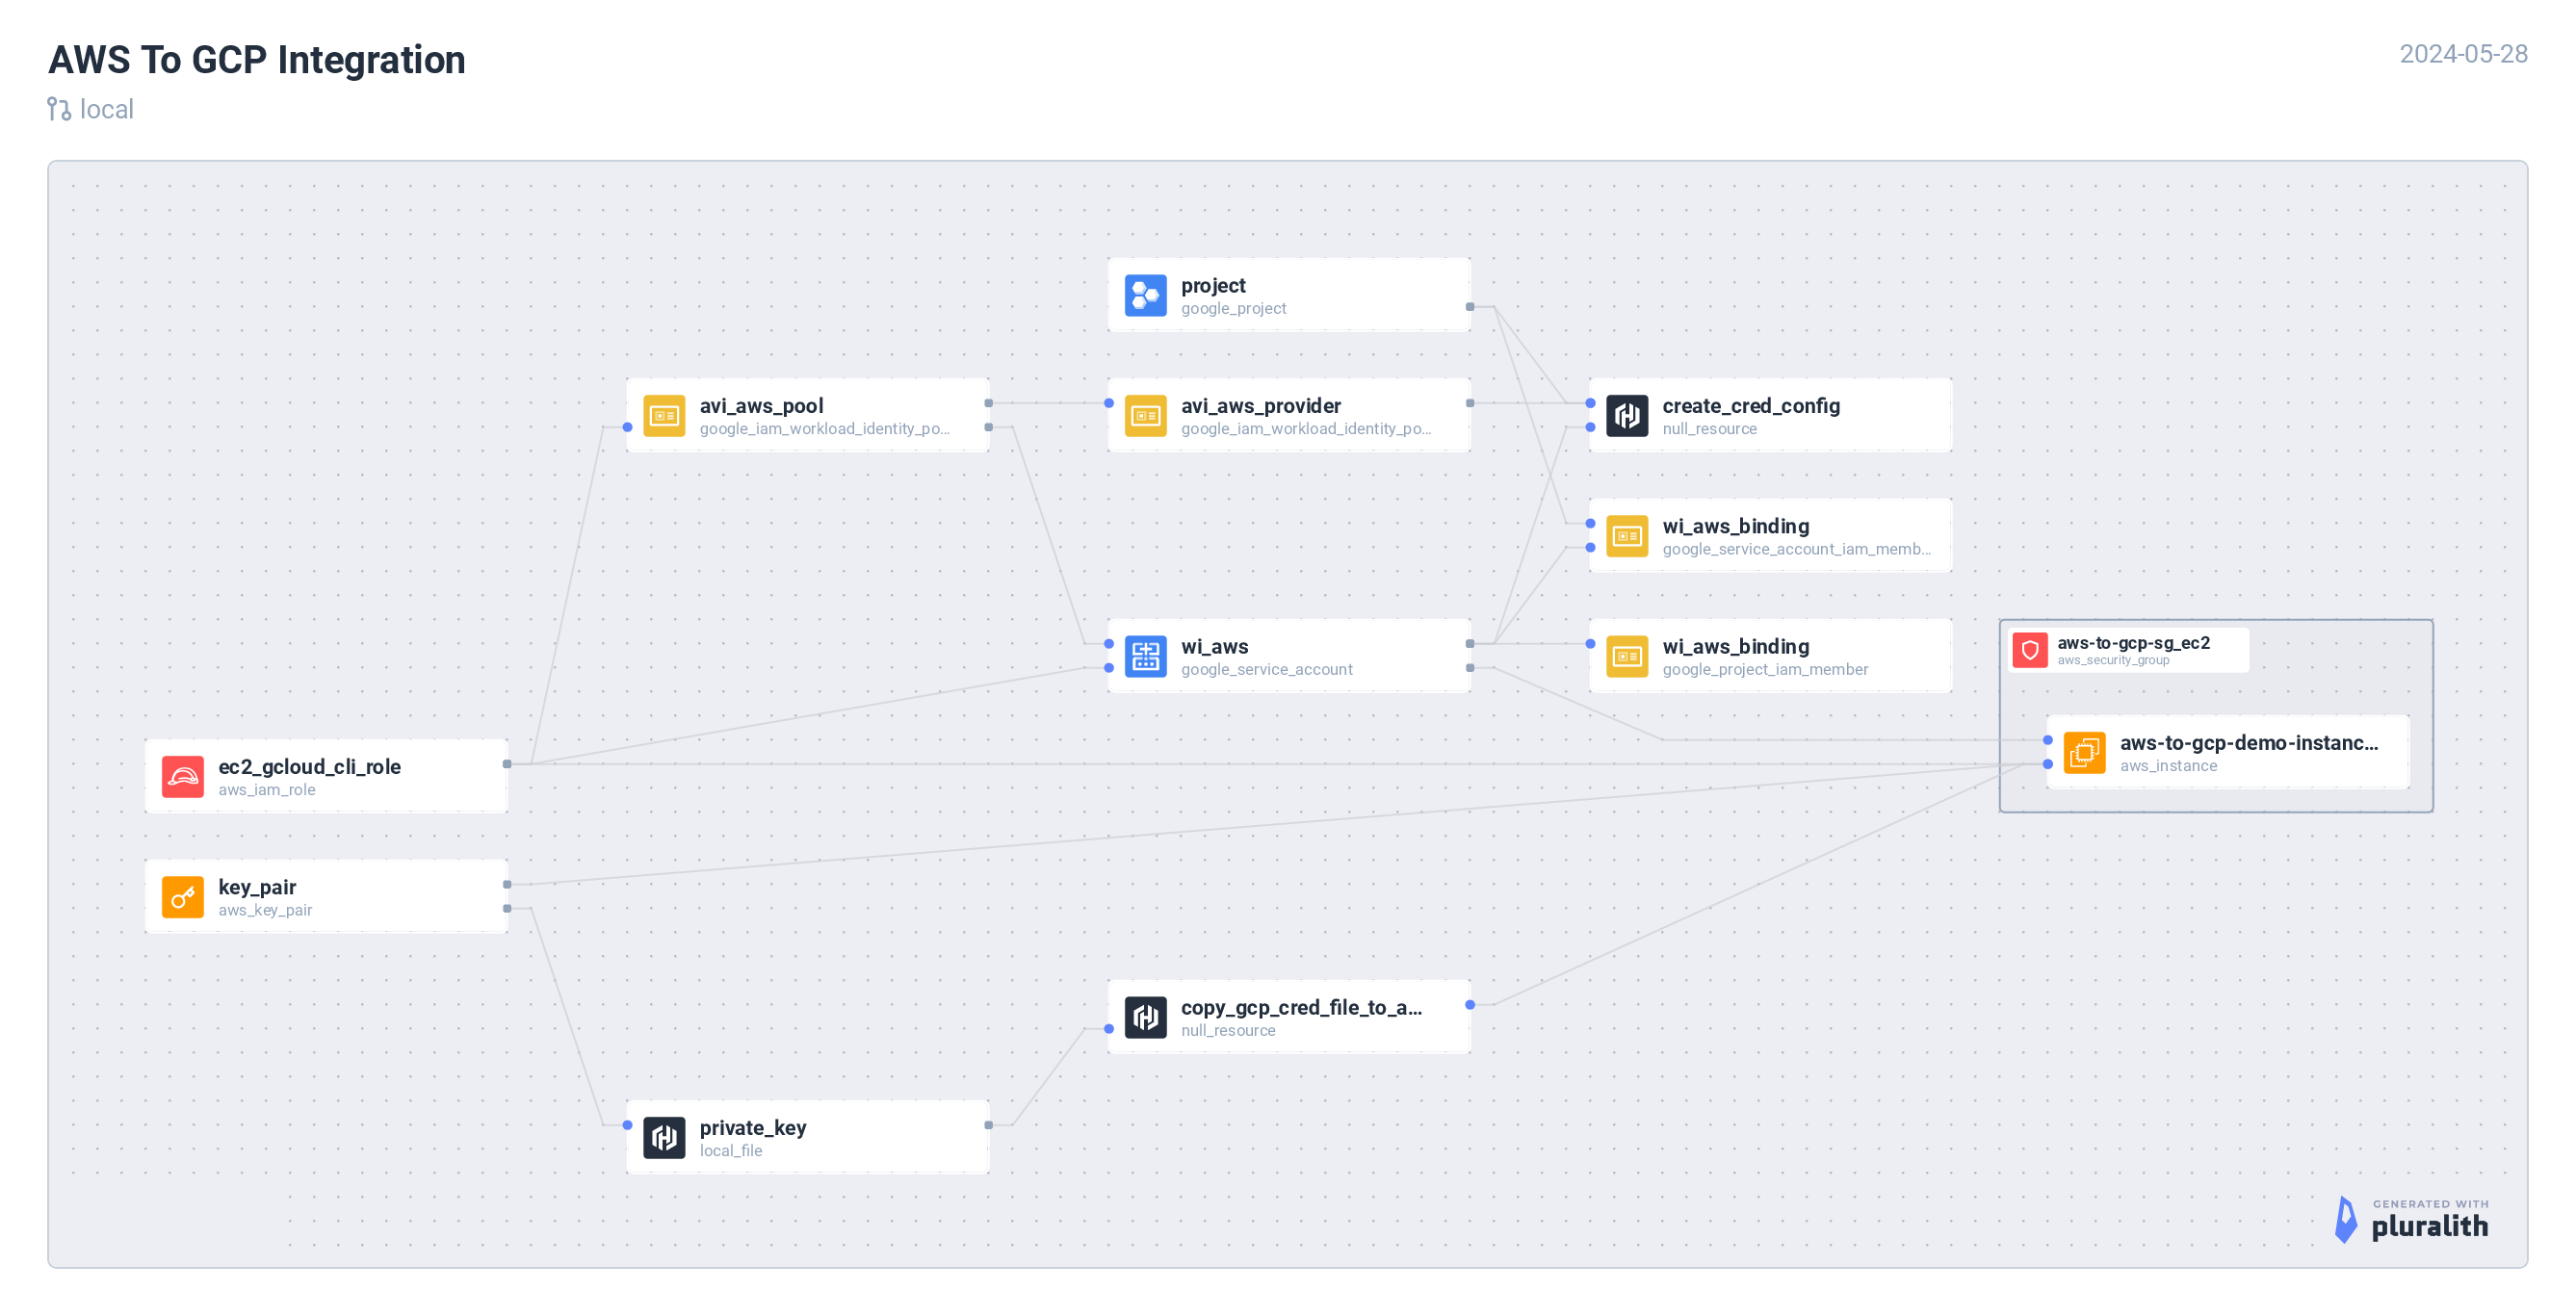 AWS To GCP Integration
2024-05-28
local
project
google_project
avi_aws_pool
google_iam_workload_identity_po...
avi_aws_provider
google_iam_workload_identity_po...
create_cred_config
null_resource
wi_aws_binding
google_service_account_iam_memb...
wi_aws
google_service_account
wi_aws_binding
google_project_iam_member
aws-to-gcp-sg_ec2
aws_security_group
aws-to-gcp-demo-instanc...
aws_instance
ec2_gcloud_cli_role
aws_iam_role
key_pair
aws_key_pair
copy_gcp_cred_file_to_a...
null_resource
private_key
local_file
GENERATED WITH
pluralith